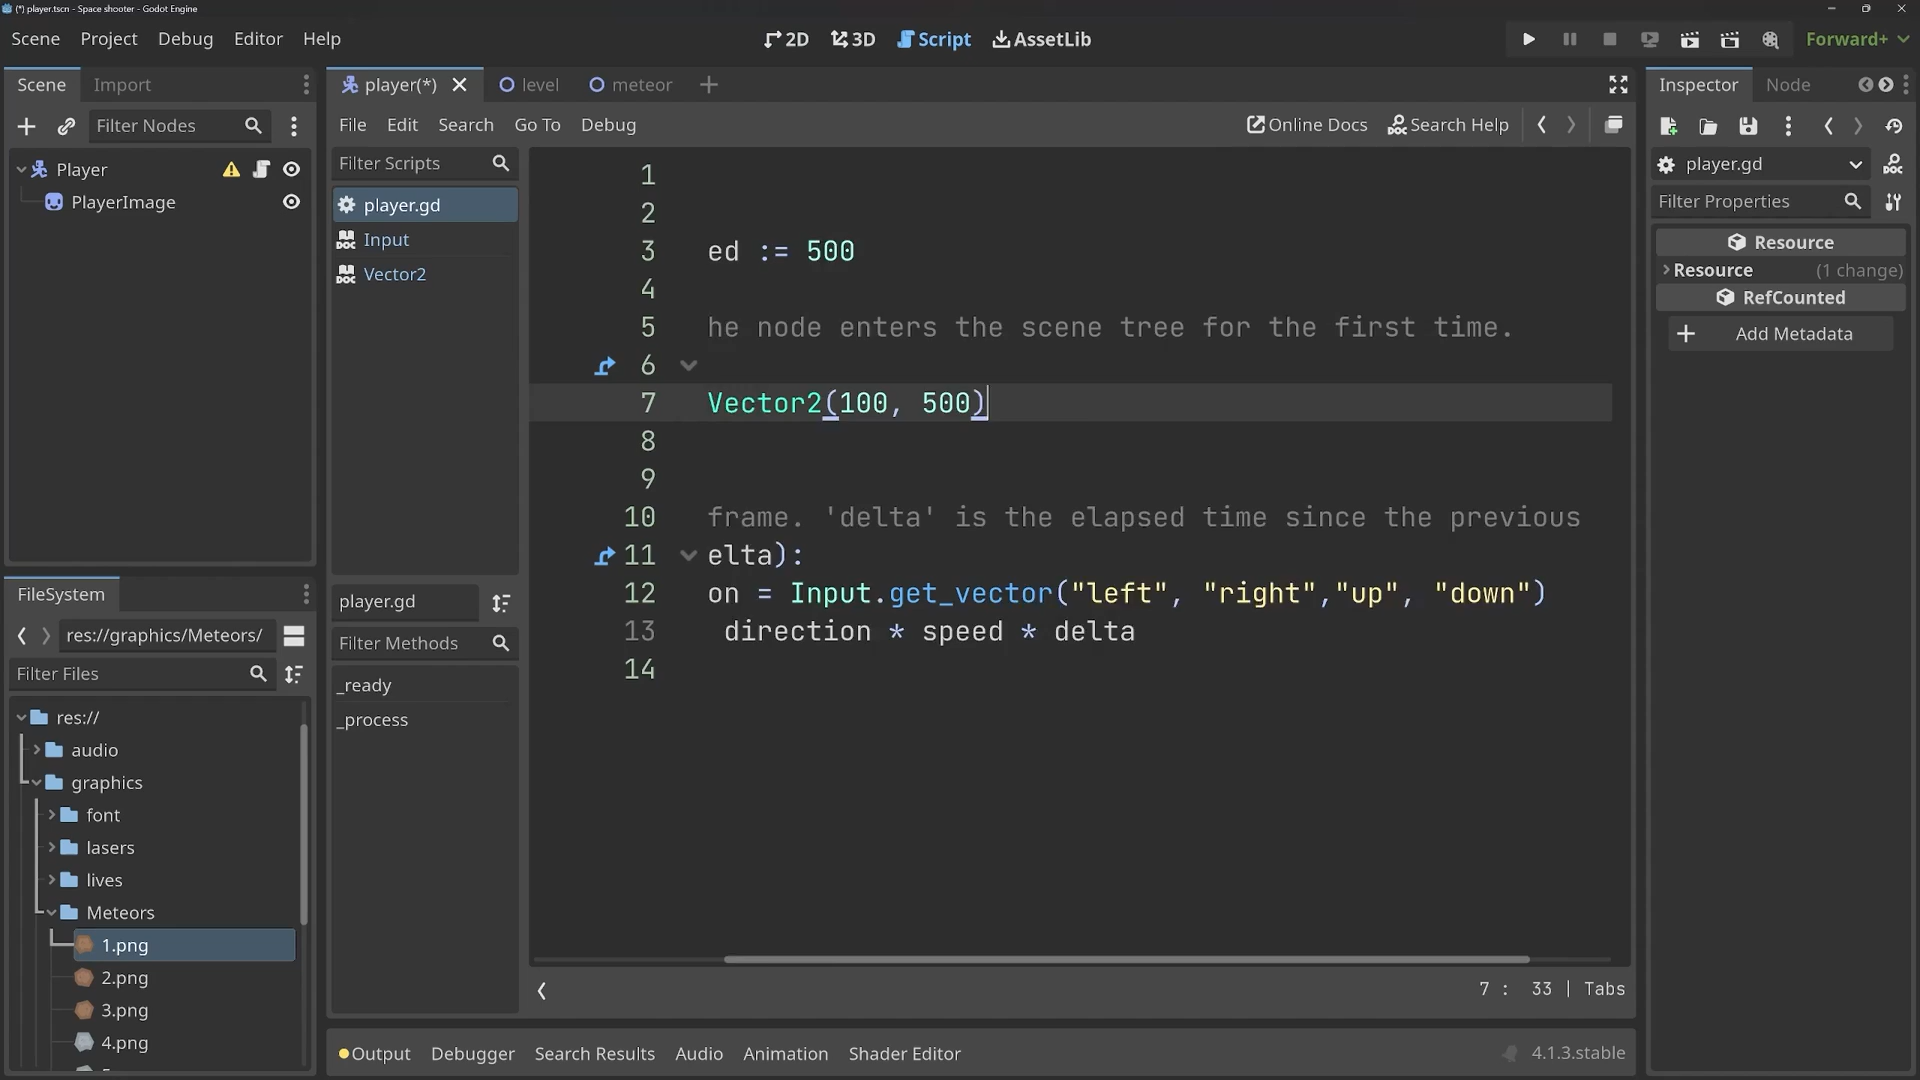 (*) player.tscn - Space shooter - Godot Engine
Scene Project Debug Editor Help
2D 3D Script AssetLib
Forward+
Scene Import
Filter Nodes
Player
PlayerImage
FileSystem
res://graphics/Meteors/
Filter Files
res://
audio
graphics
font
lasers
lives
Meteors
1.png
2.png
3.png
4.png
player(*) level meteor
File Edit Search Go To Debug
Online Docs Search Help
Filter Scripts
player.gd
Input
Vector2
player.gd
Filter Methods
_ready
_process
1
2
3 ed := 500
4
5 he node enters the scene tree for the first time.
6
7 Vector2(100, 500)
8
9
10 frame. 'delta' is the elapsed time since the previous
11 elta):
12 on = Input.get_vector("left", "right","up", "down")
13 direction * speed * delta
14
7 : 33 | Tabs
Output Debugger Search Results Audio Animation Shader Editor
4.1.3.stable
Inspector Node
player.gd
Filter Properties
Resource
Resource (1 change)
RefCounted
Add Metadata